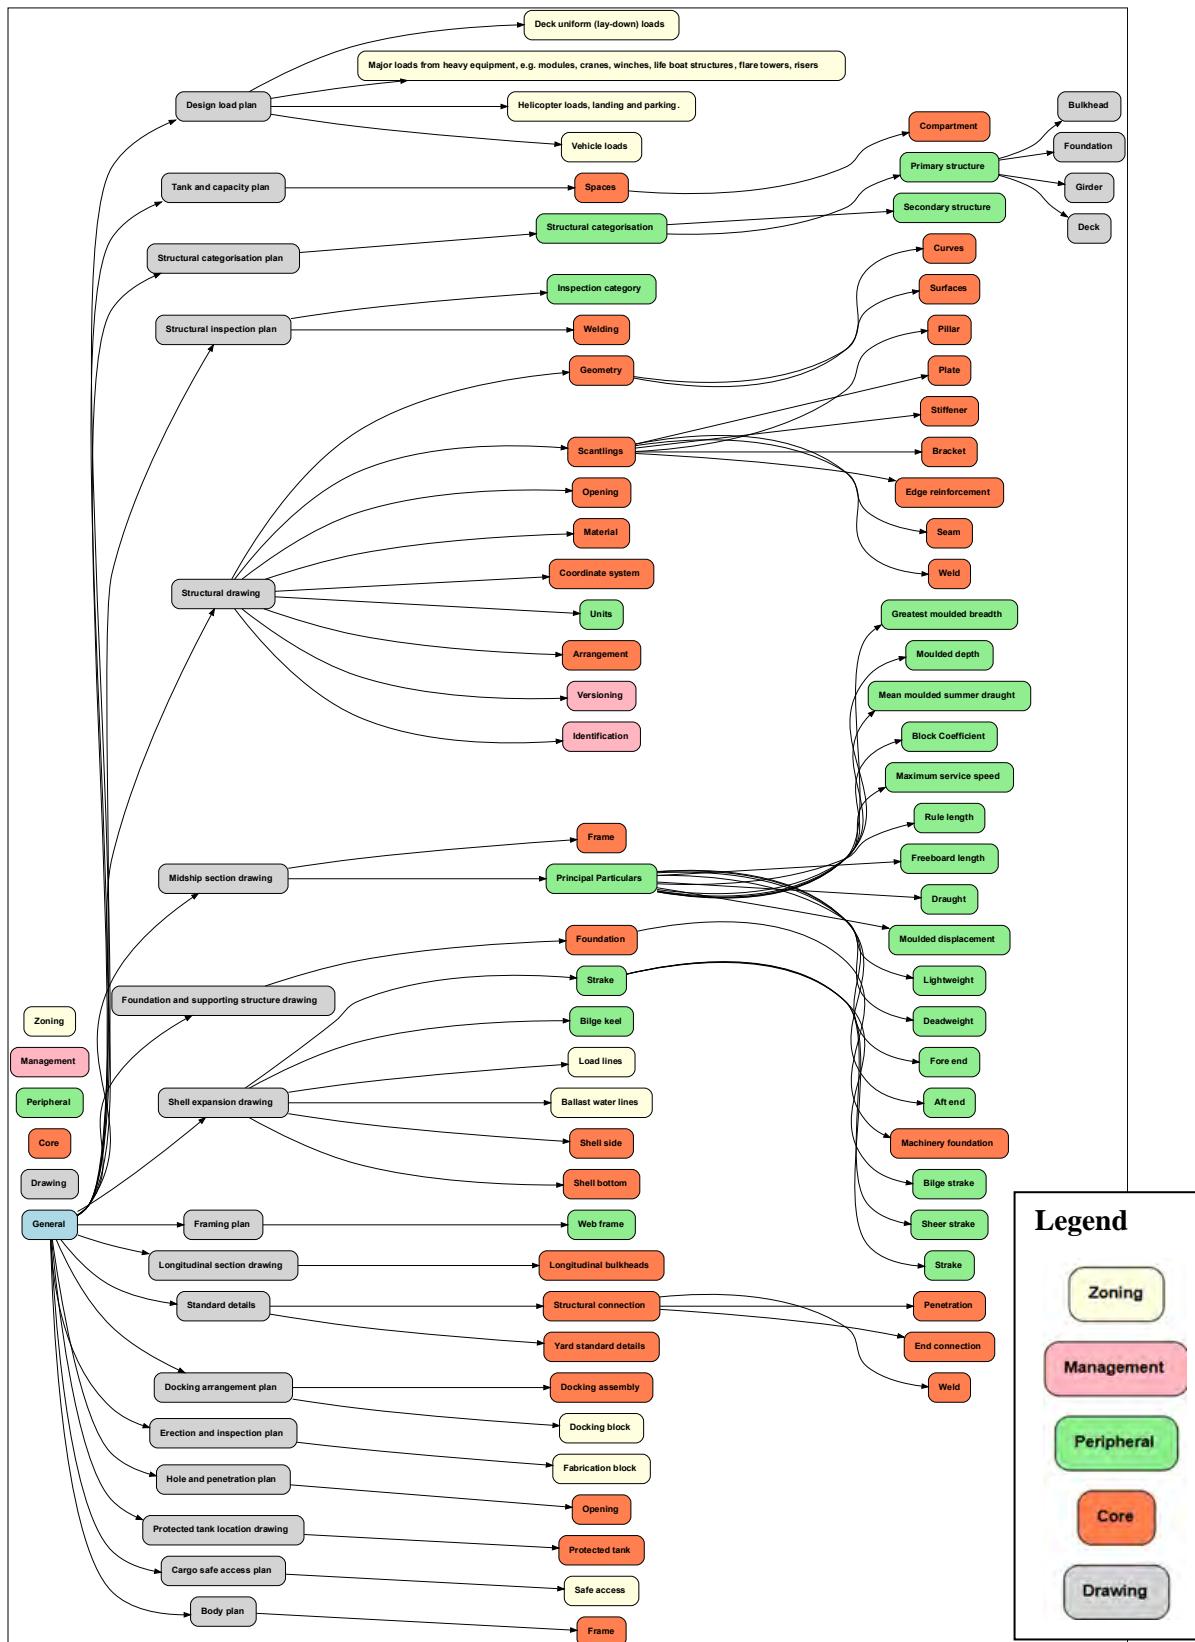 Deck uniform (lay-down) loads
Major loads from heavy equipment, e.g. modules, cranes, winches, life boat structures, flare towers, risers
Design load plan
Helicopter loads, landing and parking.
Bulkhead
Compartment
Vehicle loads
Foundation
Primary structure
Tank and capacity plan
Spaces
Girder
Secondary structure
Structural categorisation
Deck
Curves
Structural categorisation plan
Inspection category
Surfaces
Structural inspection plan
Welding
Pillar
Geometry
Plate
Stiffener
Scantlings
Bracket
Opening
Edge reinforcement
Material
Seam
Coordinate system
Weld
Structural drawing
Units
Greatest moulded breadth
Arrangement
Moulded depth
Versioning
Mean moulded summer draught
Identification
Block Coefficient
Maximum service speed
Rule length
Frame
Freeboard length
Midship section drawing
Principal Particulars
Draught
Foundation
Moulded displacement
Strake
Lightweight
Foundation and supporting structure drawing
Zoning
Bilge keel
Deadweight
Management
Load lines
Fore end
Peripheral
Shell expansion drawing
Ballast water lines
Aft end
Core
Shell side
Machinery foundation
Drawing
Shell bottom
Bilge strake
General
Framing plan
Web frame
Sheer strake
Legend
Longitudinal section drawing
Longitudinal bulkheads
Strake
Zoning
Standard details
Structural connection
Penetration
Yard standard details
End connection
Management
Docking arrangement plan
Docking assembly
Weld
Erection and inspection plan
Docking block
Peripheral
Fabrication block
Hole and penetration plan
Opening
Core
Protected tank location drawing
Protected tank
Cargo safe access plan
Safe access
Drawing
Body plan
Frame